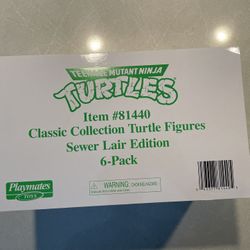 TEENAGE MUTANT NINJA
TURTLES
Item #81440
Classic Collection Turtle Figures
Sewer Lair Edition
6-Pack
Playmates
TOYS
WARNING: